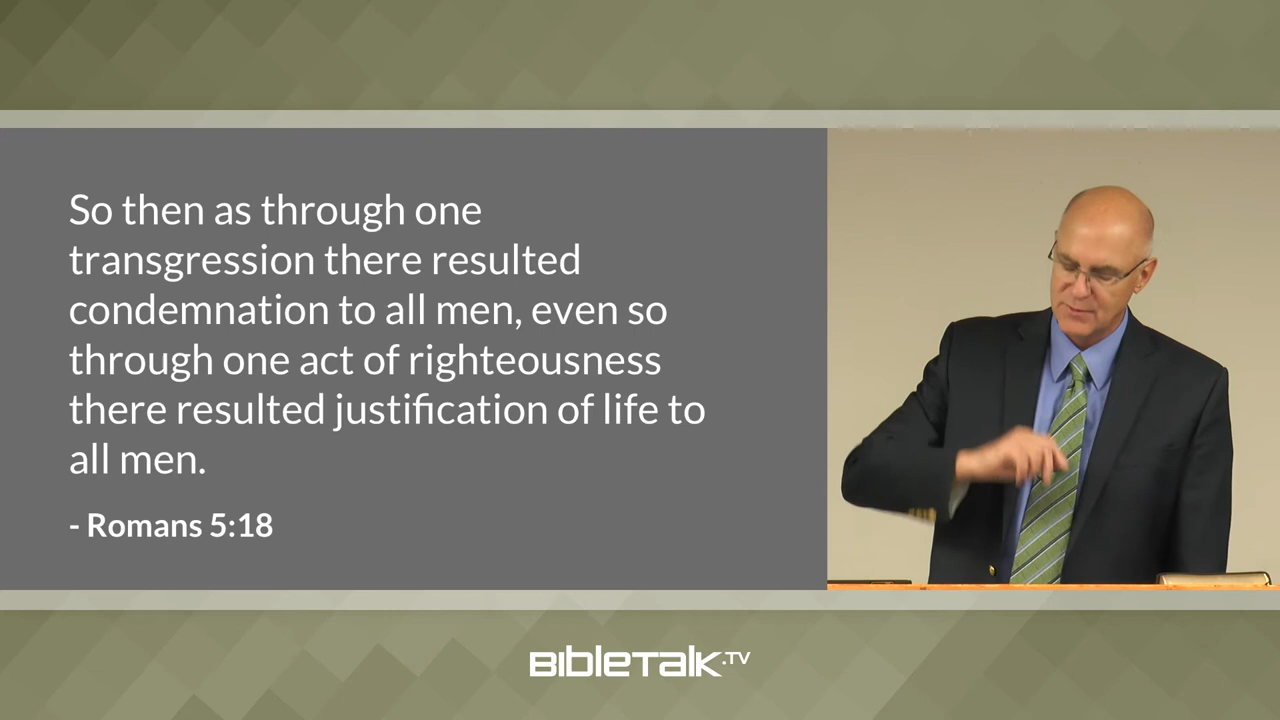 So then as through one
transgression there resulted
condemnation to all men, even so
through one act of righteousness
there resulted justification of life to
all men.
- Romans 5:18
BibleTalk.TV